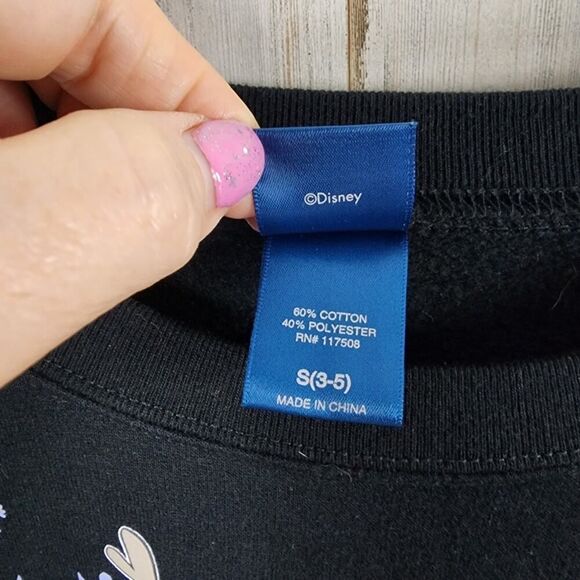 ©Disney
60% COTTON
40% POLYESTER
RN# 117508
S(3-5)
MADE IN CHINA